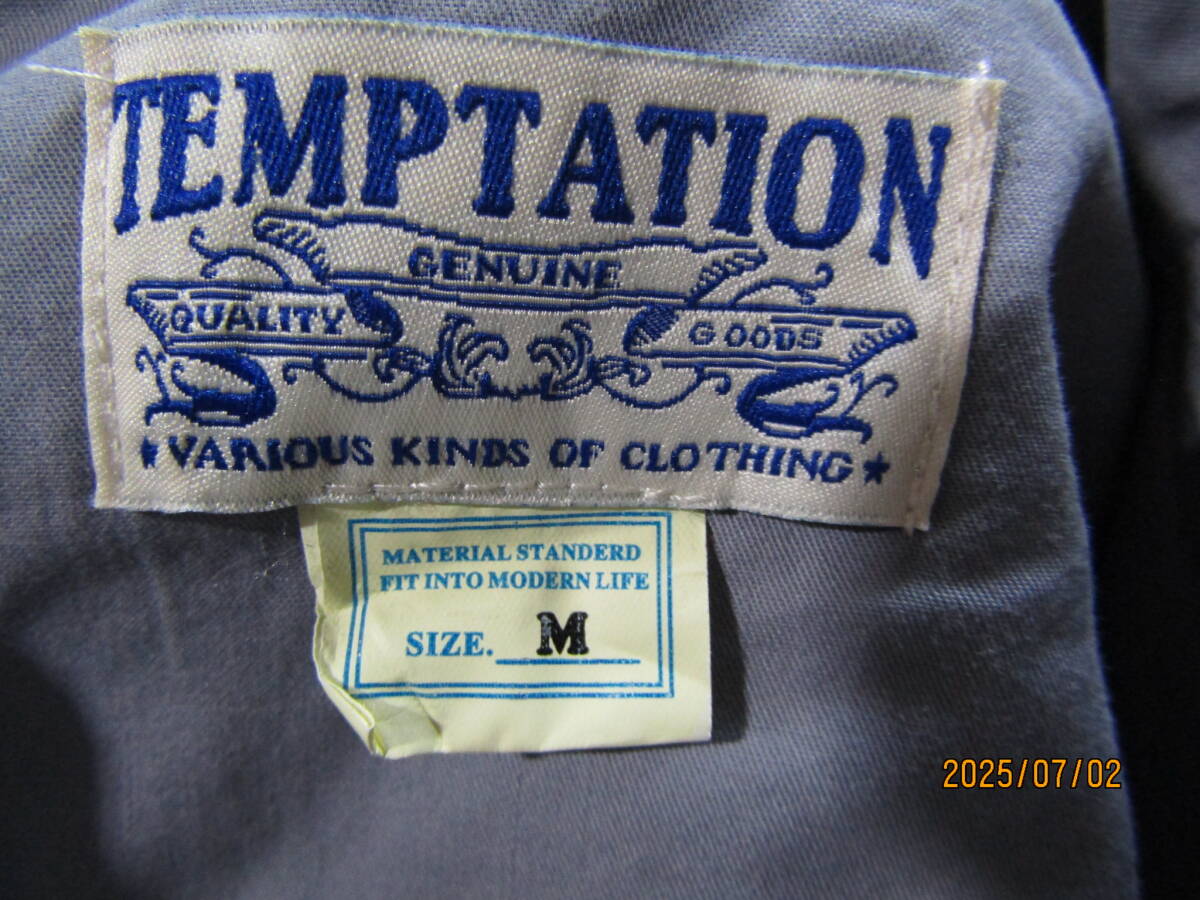 TEMPTATION
GENUINE
QUALITY
GOODS
★VARIOUS KINDS OF CLOTHING★
MATERIAL STANDERD
FIT INTO MODERN LIFE
SIZE. M
2025/07/02